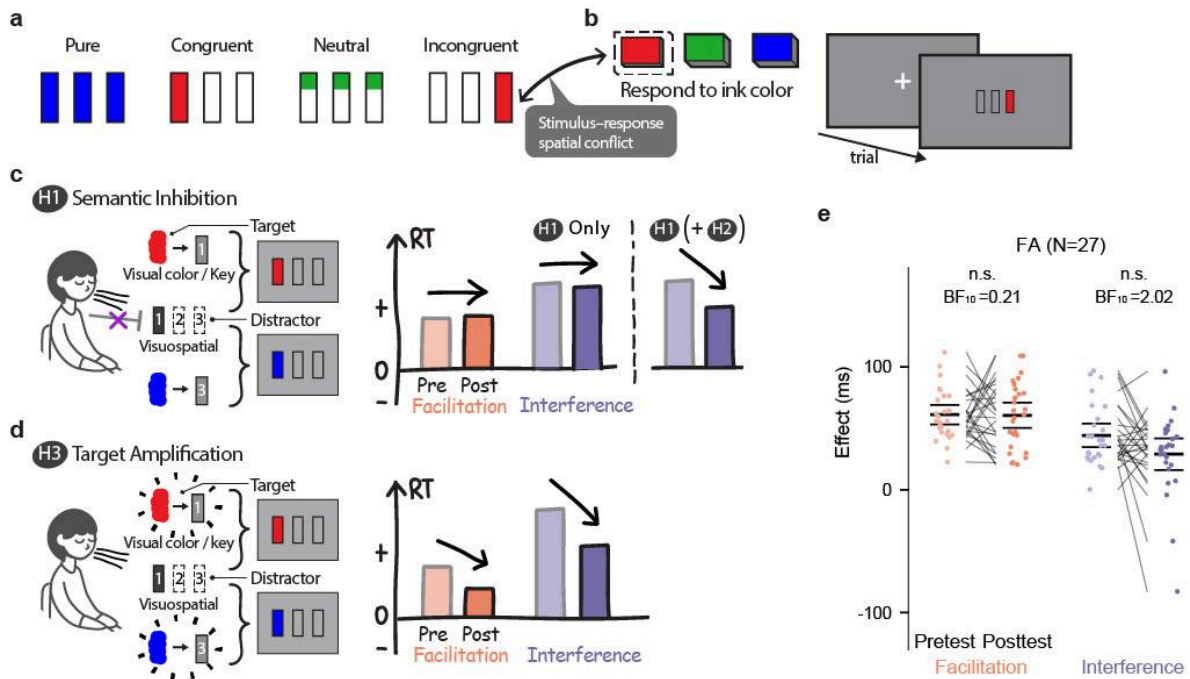 a
Pure
Congruent
Neutral
Incongruent
Stimulus–response
spatial conflict
b
Respond to ink color
trial
c
H1 Semantic Inhibition
Target
1
Visual color / Key
1 2 3
Distractor
Visuospatial
3
RT
+
0
−
Pre Post
Facilitation
Interference
H1 Only
H1 (+ H2)
d
H3 Target Amplification
Target
1
Visual color / key
1 2 3
Distractor
Visuospatial
3
RT
+
0
−
Pre Post
Facilitation
Interference
e
FA (N=27)
n.s.
BF₁₀=0.21
n.s.
BF₁₀=2.02
Effect (ms)
100
0
-100
Pretest Posttest
Facilitation
Interference